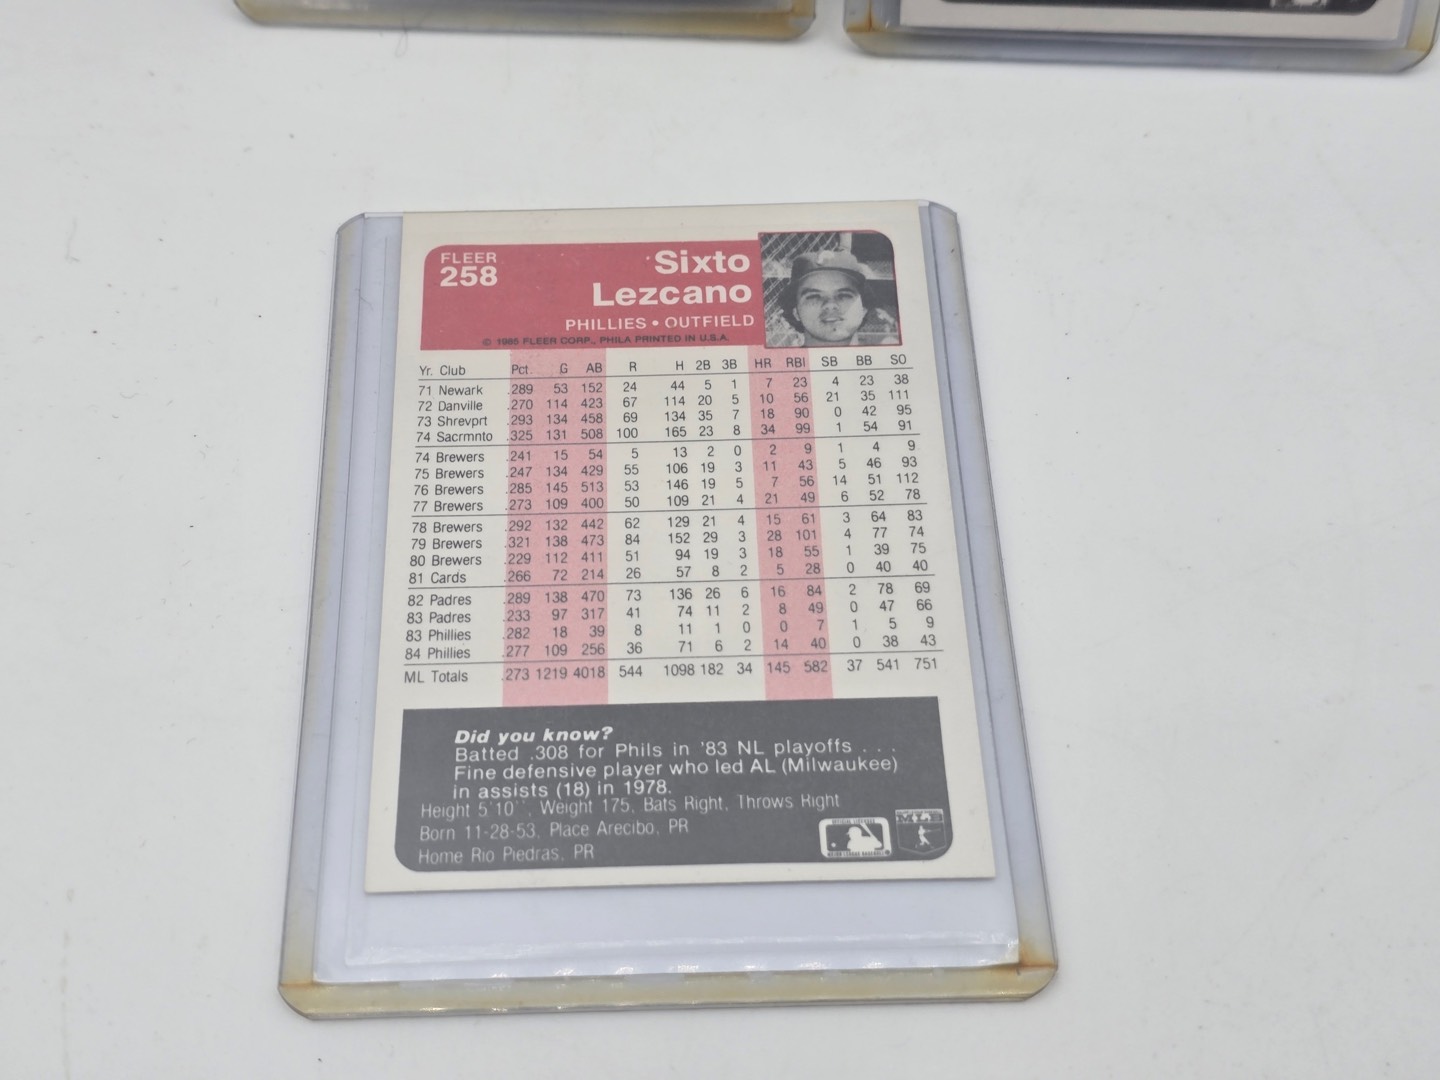 FLEER
258
Sixto
Lezcano
PHILLIES • OUTFIELD
© 1985 FLEER CORP., PHILA PRINTED IN U.S.A.
Yr. Club Pct. G AB R H 2B 3B HR RBI SB BB SO
71 Newark .289 53 152 24 44 5 1 7 23 4 23 38
72 Danville .270 114 423 67 114 20 5 10 56 21 35 111
73 Shrevprt .293 134 458 69 134 35 7 18 90 0 42 95
74 Sacrmnto .325 131 508 100 165 23 8 34 99 1 54 91
74 Brewers .241 15 54 5 13 2 0 2 9 1 4 9
75 Brewers .247 134 429 55 106 19 3 11 43 5 46 93
76 Brewers .285 145 513 53 146 19 5 7 56 14 51 112
77 Brewers .273 109 400 50 109 21 4 21 49 6 52 78
78 Brewers .292 132 442 62 129 21 4 15 61 3 64 83
79 Brewers .321 138 473 84 152 29 3 28 101 4 77 74
80 Brewers .229 112 411 51 94 19 3 18 55 1 39 75
81 Cards .266 72 214 26 57 8 2 5 28 0 40 40
82 Padres .289 138 470 73 136 26 6 16 84 2 78 69
83 Padres .233 97 317 41 74 11 2 8 49 0 47 66
83 Phillies .282 18 39 8 11 1 0 0 7 1 5 9
84 Phillies .277 109 256 36 71 6 2 14 40 0 38 43
ML Totals .273 1219 4018 544 1098 182 34 145 582 37 541 751
Did you know?
Batted .308 for Phils in '83 NL playoffs . . .
Fine defensive player who led AL (Milwaukee)
in assists (18) in 1978.
Height 5'10", Weight 175, Bats Right, Throws Right
Born 11-28-53, Place Arecibo, PR
Home Rio Piedras, PR
MLB